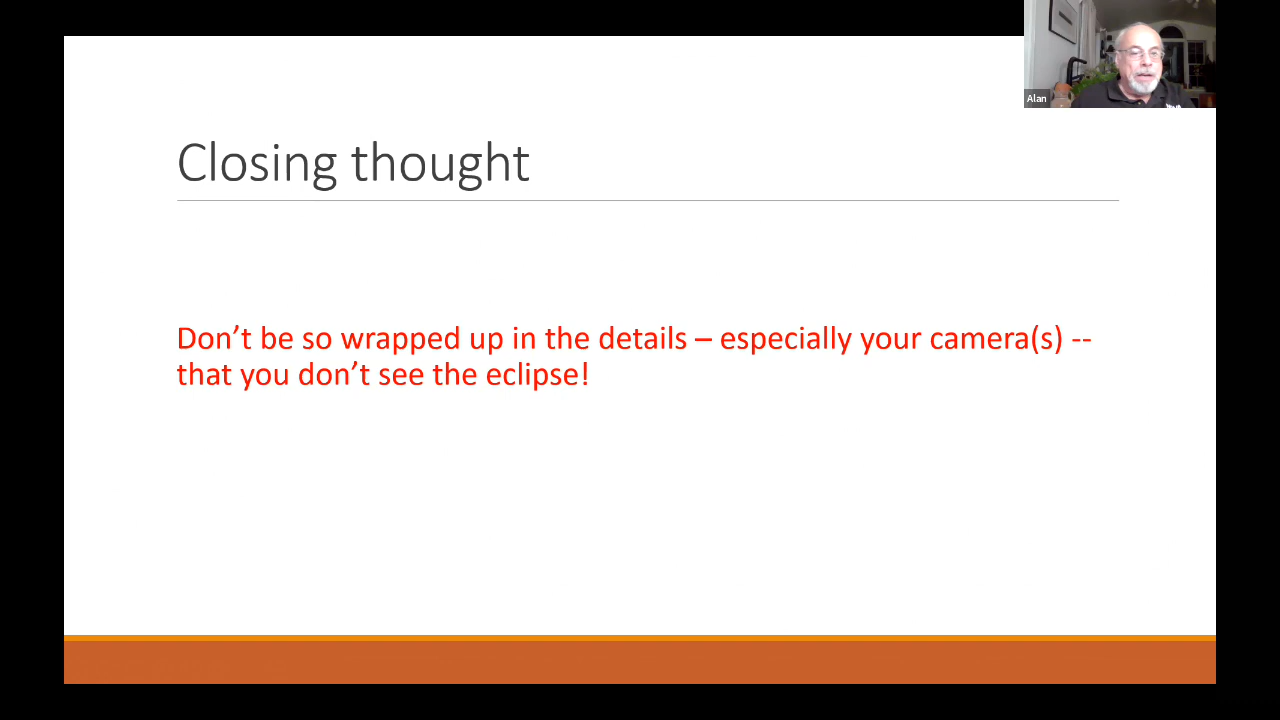 Alan
Closing thought
Don’t be so wrapped up in the details – especially your camera(s) --
that you don’t see the eclipse!